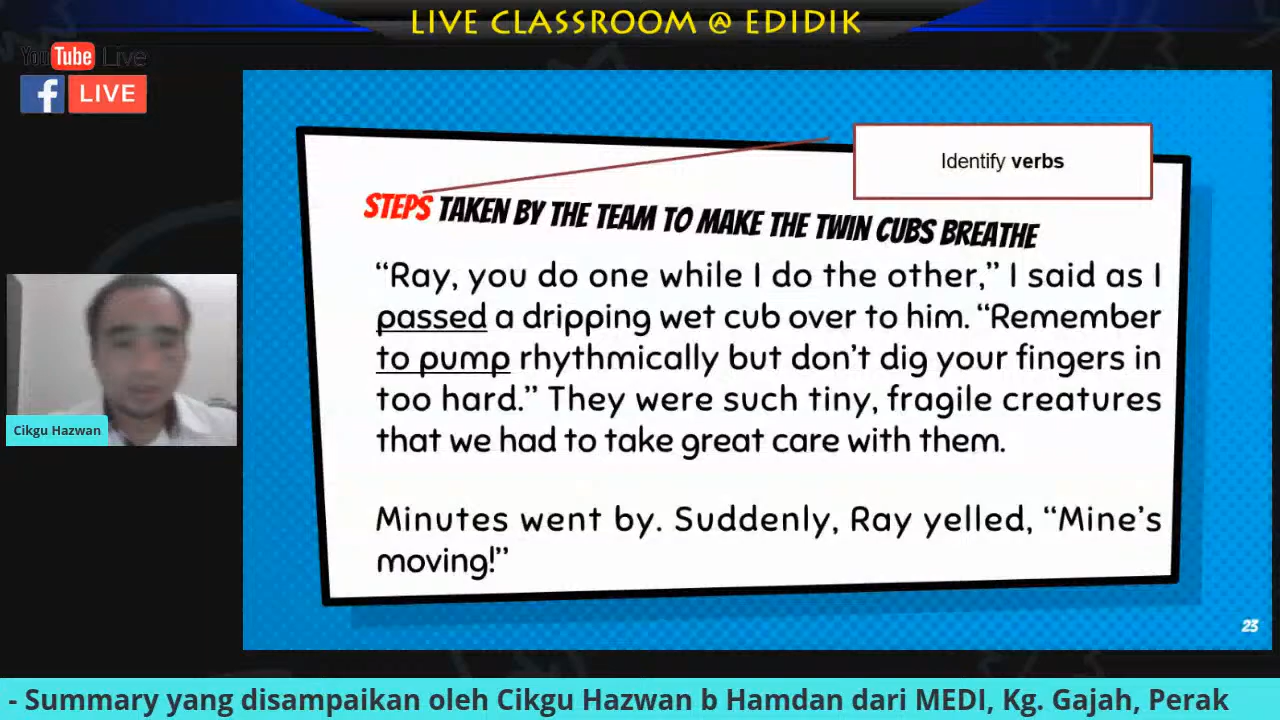 LIVE CLASSROOM @ EDIDIK
YouTube Live
f LIVE
Identify verbs
STEPS TAKEN BY THE TEAM TO MAKE THE TWIN CUBS BREATHE
“Ray, you do one while I do the other,” I said as I
passed a dripping wet cub over to him. “Remember
to pump rhythmically but don’t dig your fingers in
too hard.” They were such tiny, fragile creatures
that we had to take great care with them.
Minutes went by. Suddenly, Ray yelled, “Mine’s
moving!”
Cikgu Hazwan
23
- Summary yang disampaikan oleh Cikgu Hazwan b Hamdan dari MEDI, Kg. Gajah, Perak